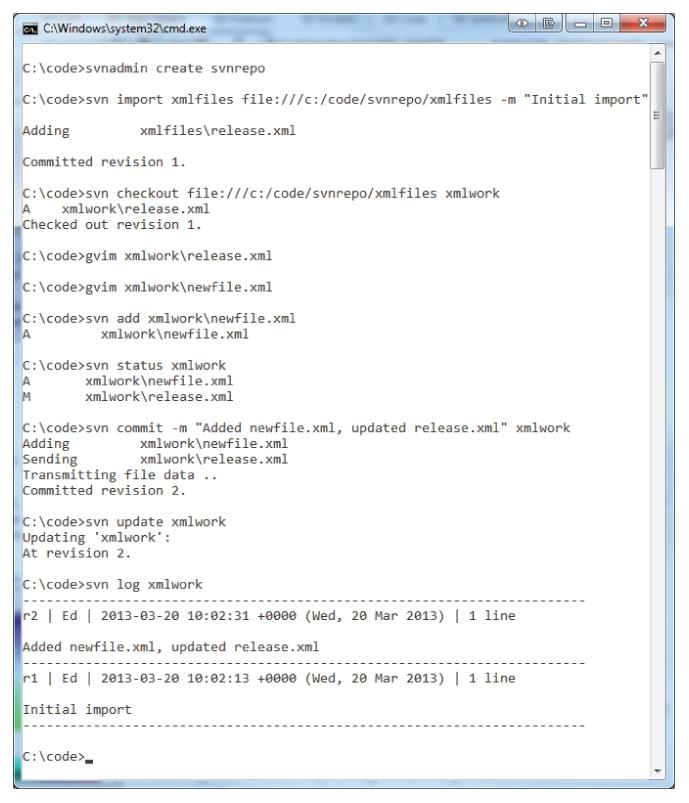 C:\Windows\system32\cmd.exe
C:\code>svnadmin create svnrepo
C:\code>svn import xmlfiles file:///c:/code/svnrepo/xmlfiles -m "Initial import"
Adding         xmlfiles\release.xml
Committed revision 1.
C:\code>svn checkout file:///c:/code/svnrepo/xmlfiles xmlwork
A    xmlwork\release.xml
Checked out revision 1.
C:\code>gvim xmlwork\release.xml
C:\code>gvim xmlwork\newfile.xml
C:\code>svn add xmlwork\newfile.xml
A         xmlwork\newfile.xml
C:\code>svn status xmlwork
A       xmlwork\newfile.xml
M       xmlwork\release.xml
C:\code>svn commit -m "Added newfile.xml, updated release.xml" xmlwork
Adding         xmlwork\newfile.xml
Sending        xmlwork\release.xml
Transmitting file data ..
Committed revision 2.
C:\code>svn update xmlwork
Updating 'xmlwork':
At revision 2.
C:\code>svn log xmlwork
------------------------------------------------------------------------
r2 | Ed | 2013-03-20 10:02:31 +0000 (Wed, 20 Mar 2013) | 1 line
Added newfile.xml, updated release.xml
------------------------------------------------------------------------
r1 | Ed | 2013-03-20 10:02:13 +0000 (Wed, 20 Mar 2013) | 1 line
Initial import
------------------------------------------------------------------------
C:\code>